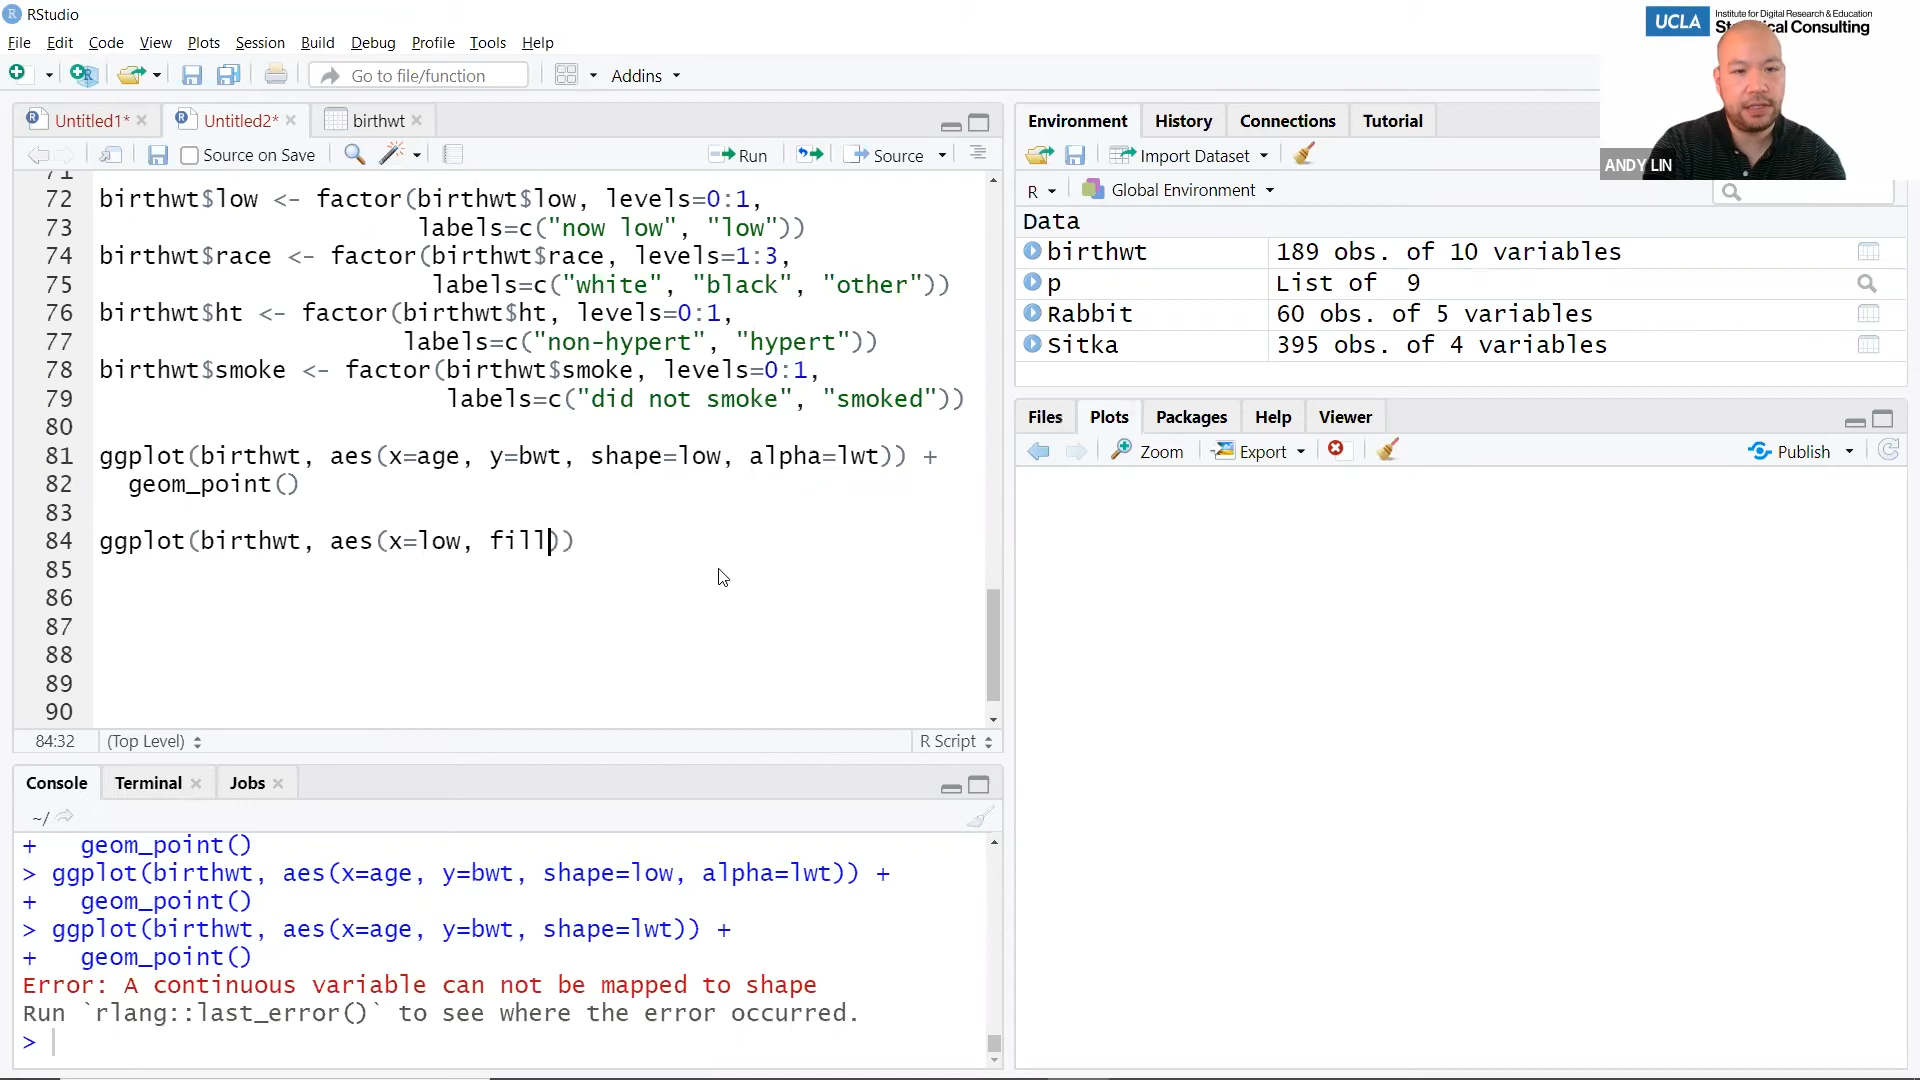 RStudio
File Edit Code View Plots Session Build Debug Profile Tools Help
Go to file/function Addins
UCLA Institute for Digital Research & Education
Consulting
ANDY LIN
Untitled1* Untitled2* birthwt
Source on Save Run Source
71
72 birthwt$low <- factor(birthwt$low, levels=0:1,
73 labels=c("now low", "low"))
74 birthwt$race <- factor(birthwt$race, levels=1:3,
75 labels=c("white", "black", "other"))
76 birthwt$ht <- factor(birthwt$ht, levels=0:1,
77 labels=c("non-hypert", "hypert"))
78 birthwt$smoke <- factor(birthwt$smoke, levels=0:1,
79 labels=c("did not smoke", "smoked"))
80
81 ggplot(birthwt, aes(x=age, y=bwt, shape=low, alpha=lwt)) +
82 geom_point()
83
84 ggplot(birthwt, aes(x=low, fill))
85
86
87
88
89
90
84:32 (Top Level) R Script
Console Terminal Jobs
~/
+ geom_point()
> ggplot(birthwt, aes(x=age, y=bwt, shape=low, alpha=lwt)) +
+ geom_point()
> ggplot(birthwt, aes(x=age, y=bwt, shape=lwt)) +
+ geom_point()
Error: A continuous variable can not be mapped to shape
Run `rlang::last_error()` to see where the error occurred.
>
Environment History Connections Tutorial
Import Dataset
R Global Environment
Data
birthwt 189 obs. of 10 variables
p List of 9
Rabbit 60 obs. of 5 variables
Sitka 395 obs. of 4 variables
Files Plots Packages Help Viewer
Zoom Export Publish